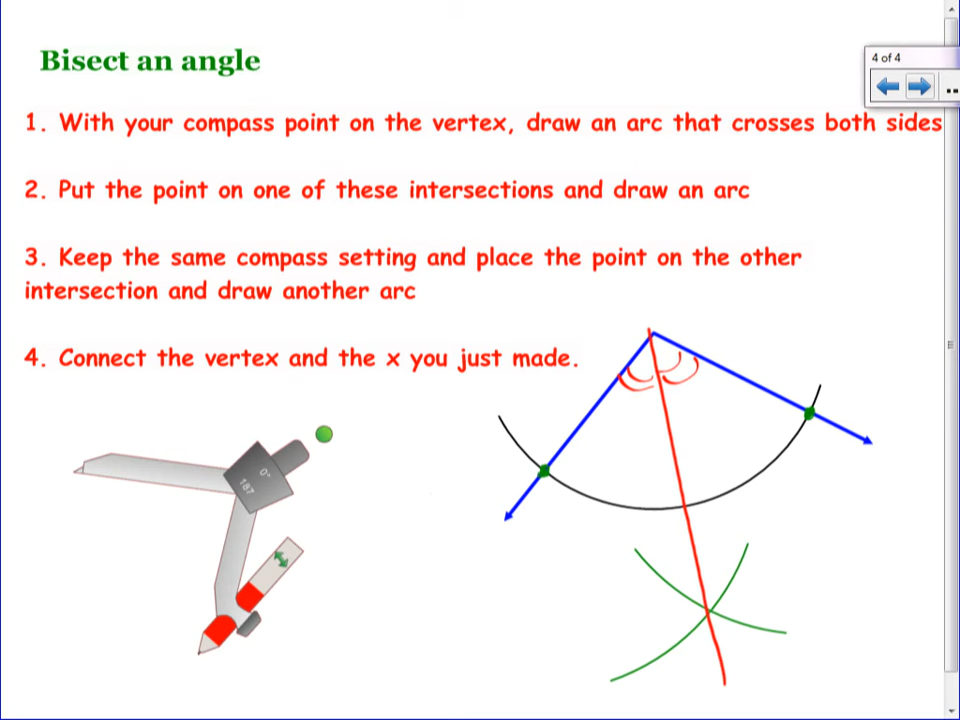 Bisect an angle
4 of 4
1. With your compass point on the vertex, draw an arc that crosses both sides
2. Put the point on one of these intersections and draw an arc
3. Keep the same compass setting and place the point on the other
intersection and draw another arc
4. Connect the vertex and the x you just made.
0°
187